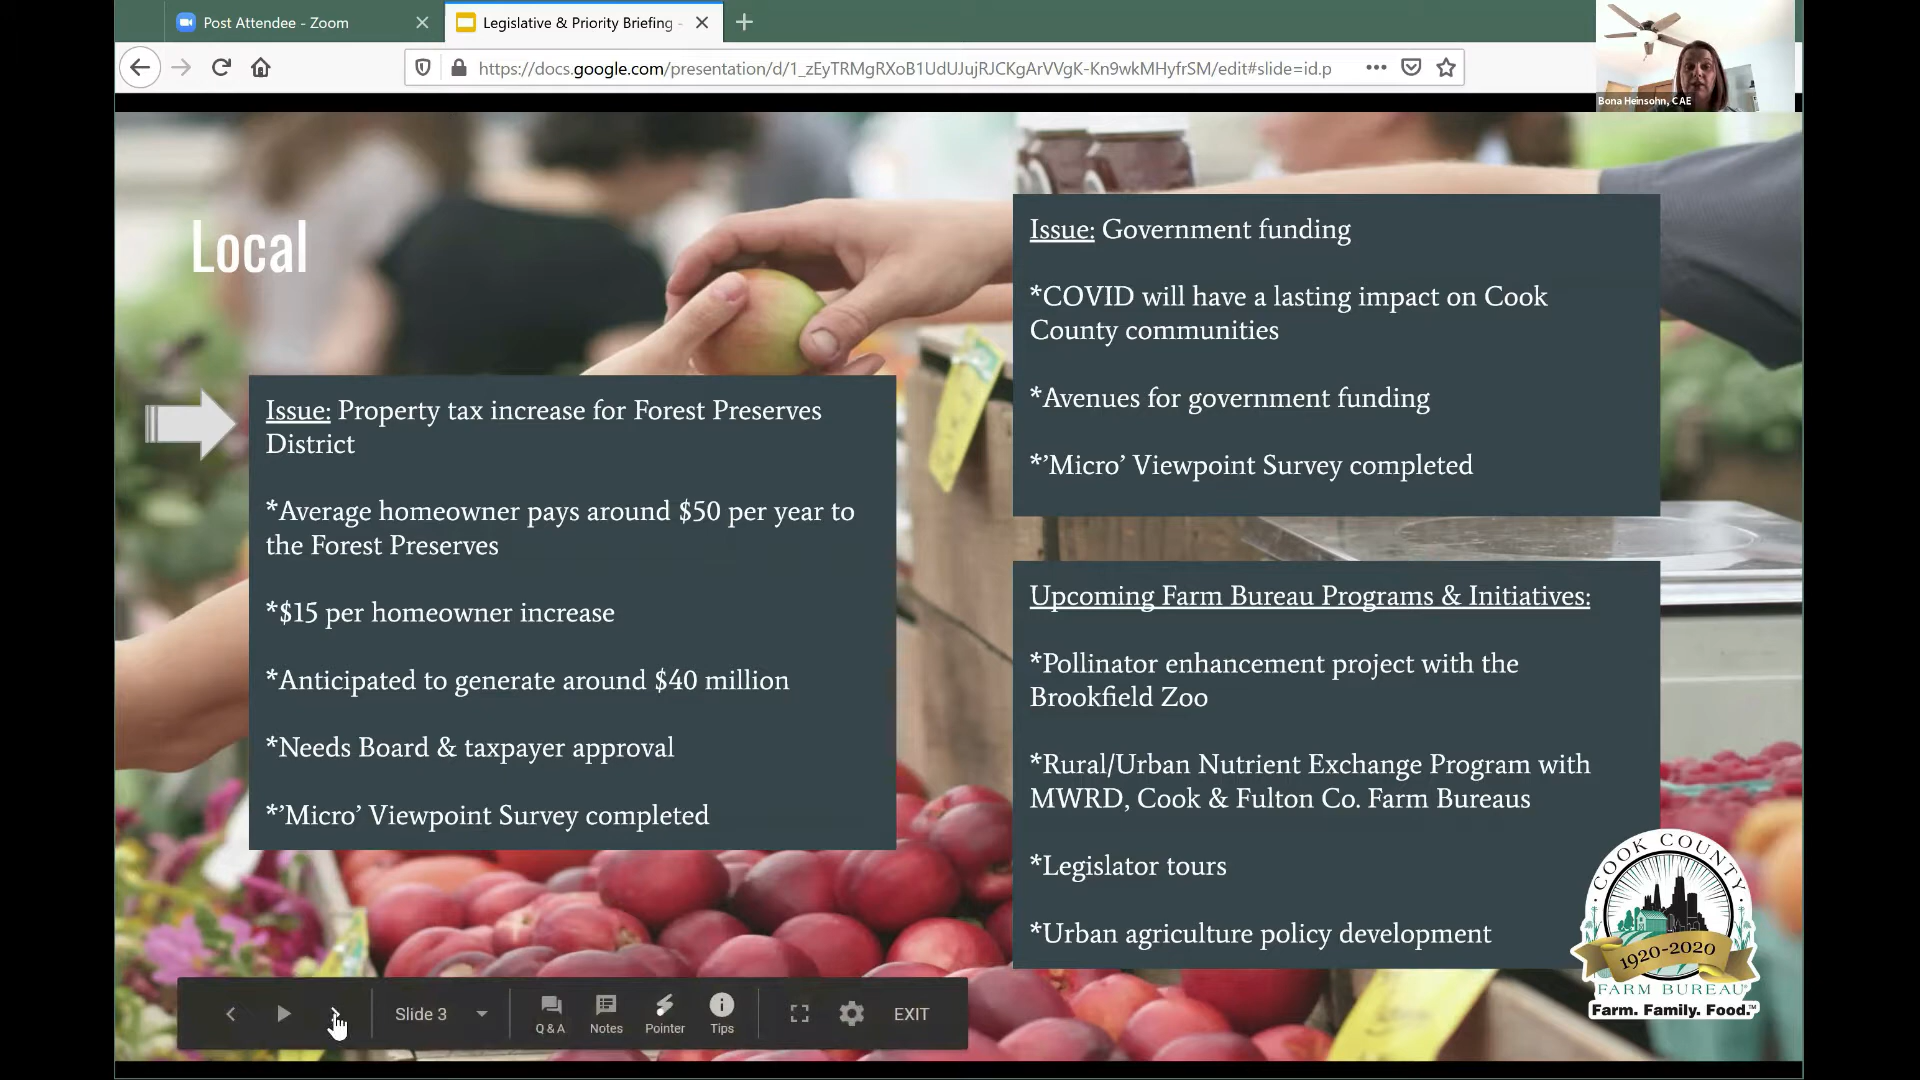 Post Attendee - Zoom
Legislative & Priority Briefing -
https://docs.google.com/presentation/d/1_zEyTRMgRXoB1UdUJujRJCKgArVVgK-Kn9wkMHyfrSM/edit#slide=id.p
Bona Heinsohn, CAE
Local
Issue: Property tax increase for Forest Preserves
District
*Average homeowner pays around $50 per year to
the Forest Preserves
*$15 per homeowner increase
*Anticipated to generate around $40 million
*Needs Board & taxpayer approval
*'Micro' Viewpoint Survey completed
Issue: Government funding
*COVID will have a lasting impact on Cook
County communities
*Avenues for government funding
*'Micro' Viewpoint Survey completed
Upcoming Farm Bureau Programs & Initiatives:
*Pollinator enhancement project with the
Brookfield Zoo
*Rural/Urban Nutrient Exchange Program with
MWRD, Cook & Fulton Co. Farm Bureaus
*Legislator tours
*Urban agriculture policy development
COOK COUNTY
1920-2020
FARM BUREAU
Farm. Family. Food.™
Slide 3
Q & A
Notes
Pointer
Tips
EXIT